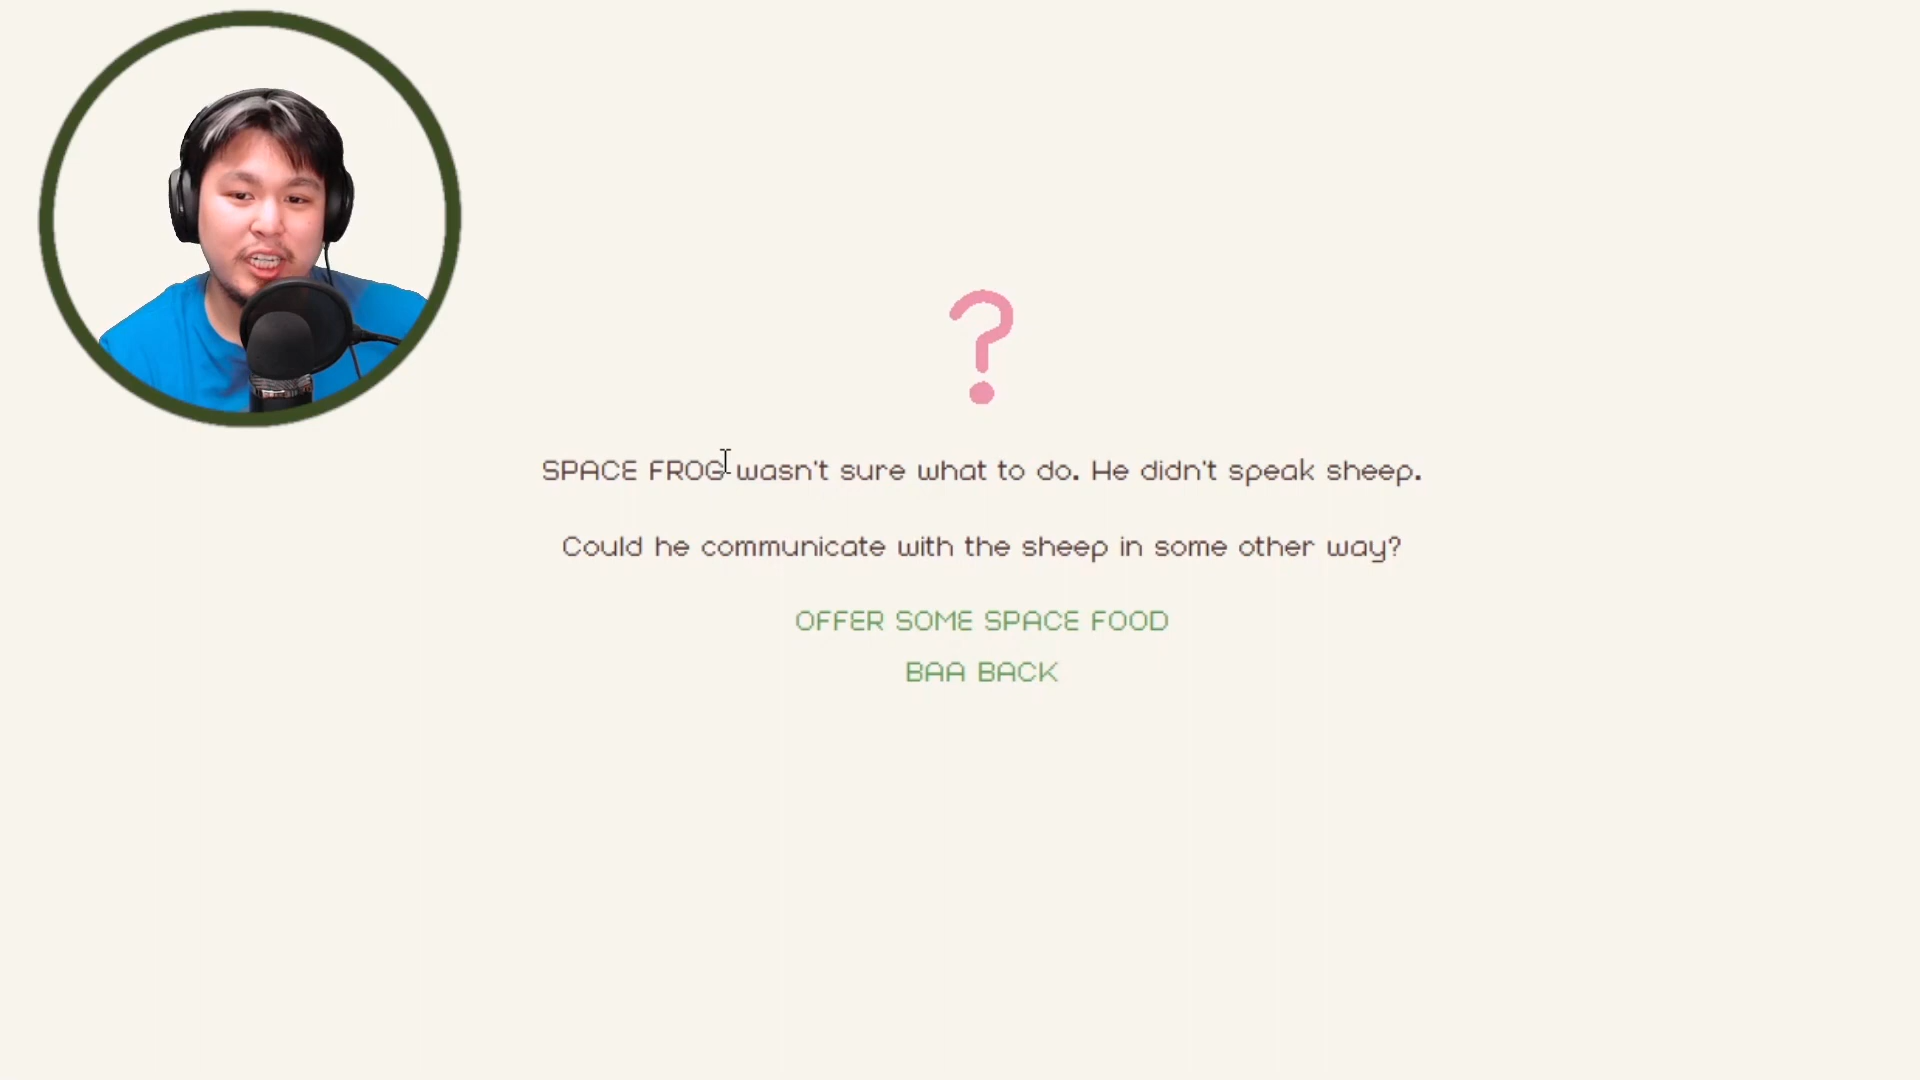 ?
SPACE FROG wasn't sure what to do. He didn't speak sheep.
Could he communicate with the sheep in some other way?
OFFER SOME SPACE FOOD
BAA BACK